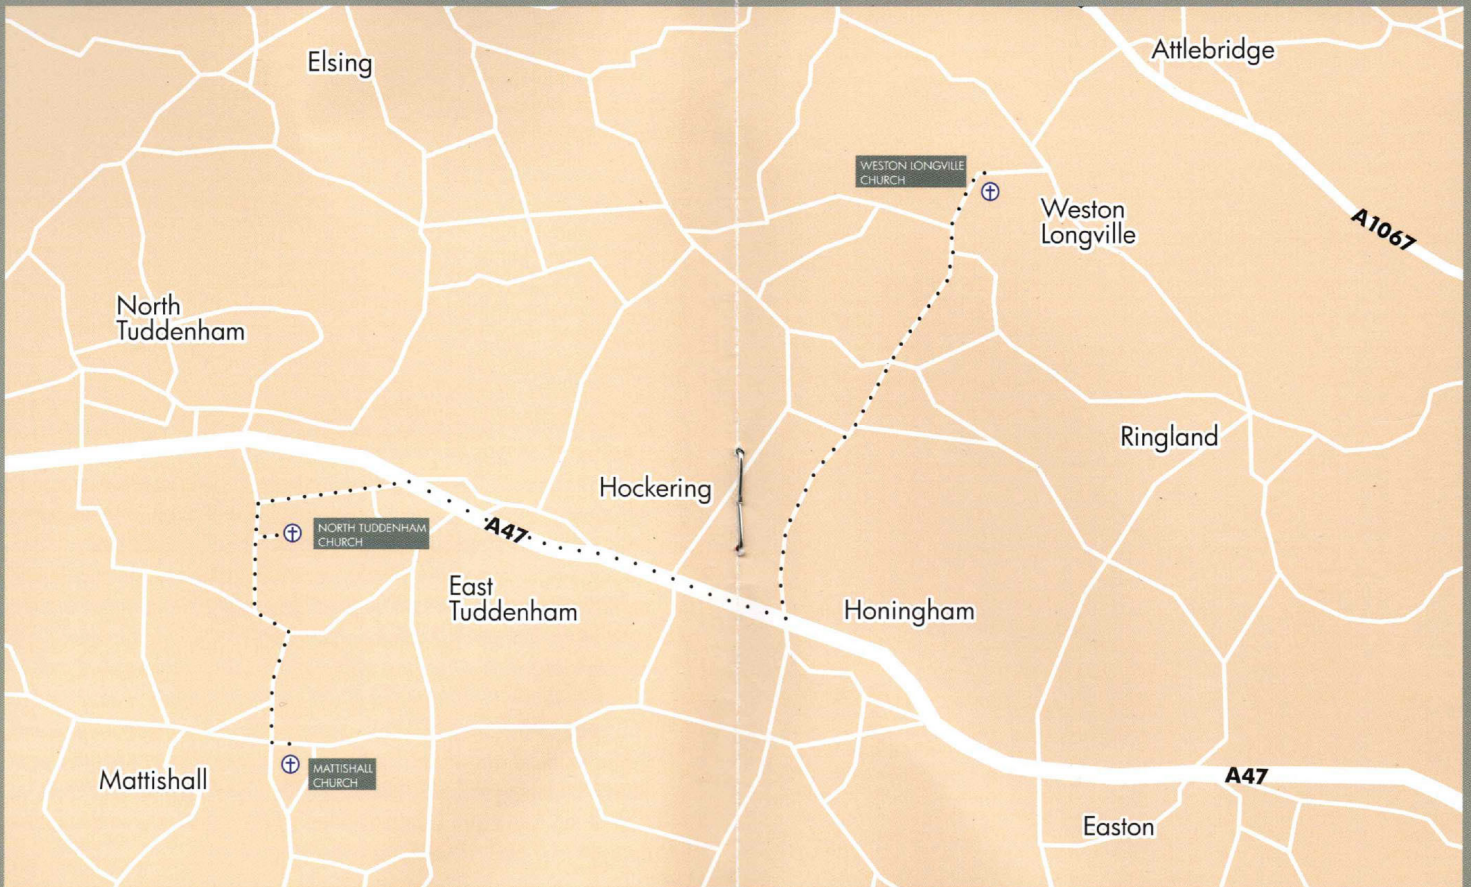 Elsing
Attlebridge
WESTON LONGVILLE
CHURCH
Weston
Longville
A1067
North
Tuddenham
Ringland
Hockering
A47
NORTH TUDDENHAM
CHURCH
East
Tuddenham
Honingham
Mattishall
MATTISHALL
CHURCH
A47
Easton